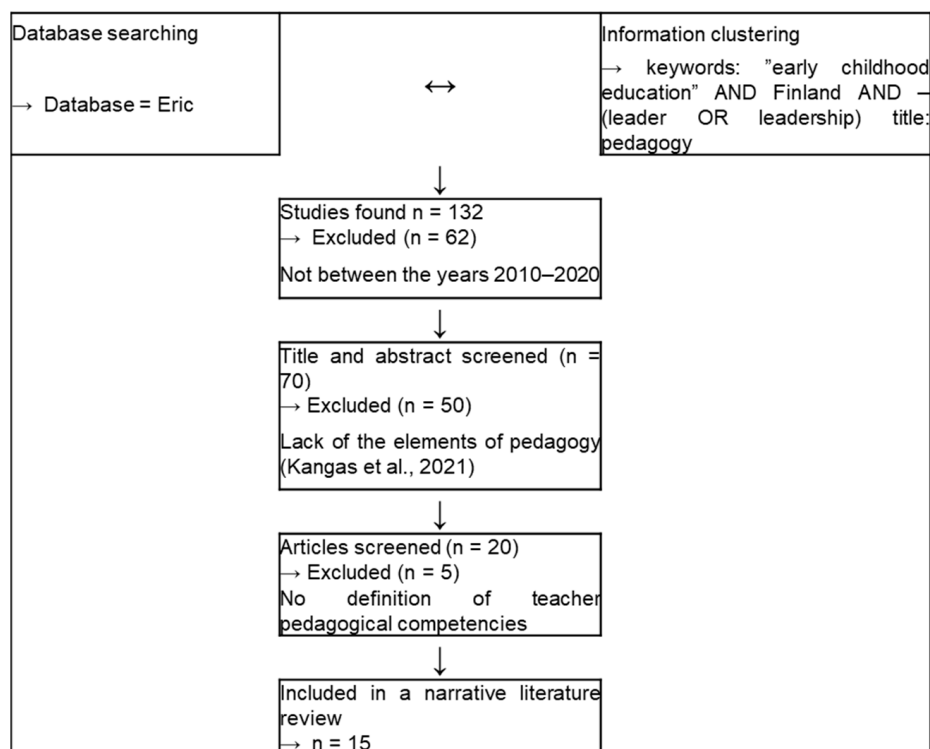 Database searching
→ Database = Eric
↔
Information clustering
→ keywords: ”early childhood
education” AND Finland AND –
(leader OR leadership) title:
pedagogy
↓
Studies found n = 132
→ Excluded (n = 62)
Not between the years 2010–2020
↓
Title and abstract screened (n =
70)
→ Excluded (n = 50)
Lack of the elements of pedagogy
(Kangas et al., 2021)
↓
Articles screened (n = 20)
→ Excluded (n = 5)
No definition of teacher
pedagogical competencies
↓
Included in a narrative literature
review
→ n = 15